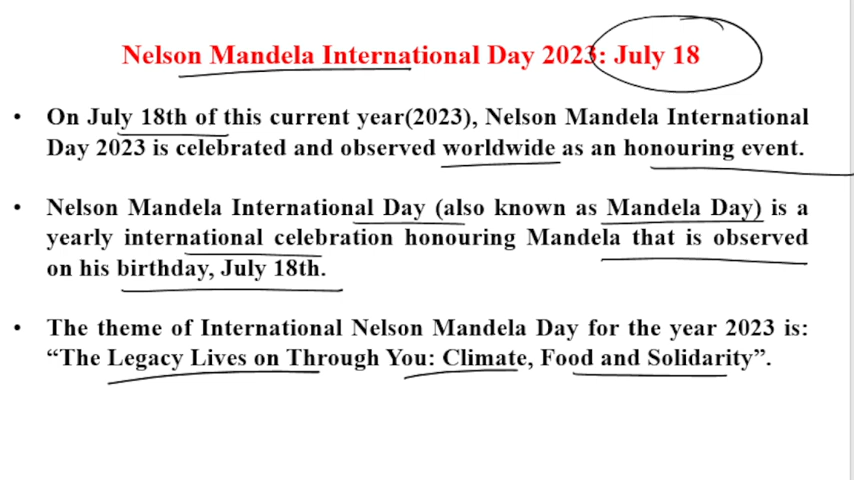 Nelson Mandela International Day 2023: July 18
• On July 18th of this current year(2023), Nelson Mandela International
Day 2023 is celebrated and observed worldwide as an honouring event.
• Nelson Mandela International Day (also known as Mandela Day) is a
yearly international celebration honouring Mandela that is observed
on his birthday, July 18th.
• The theme of International Nelson Mandela Day for the year 2023 is:
“The Legacy Lives on Through You: Climate, Food and Solidarity”.